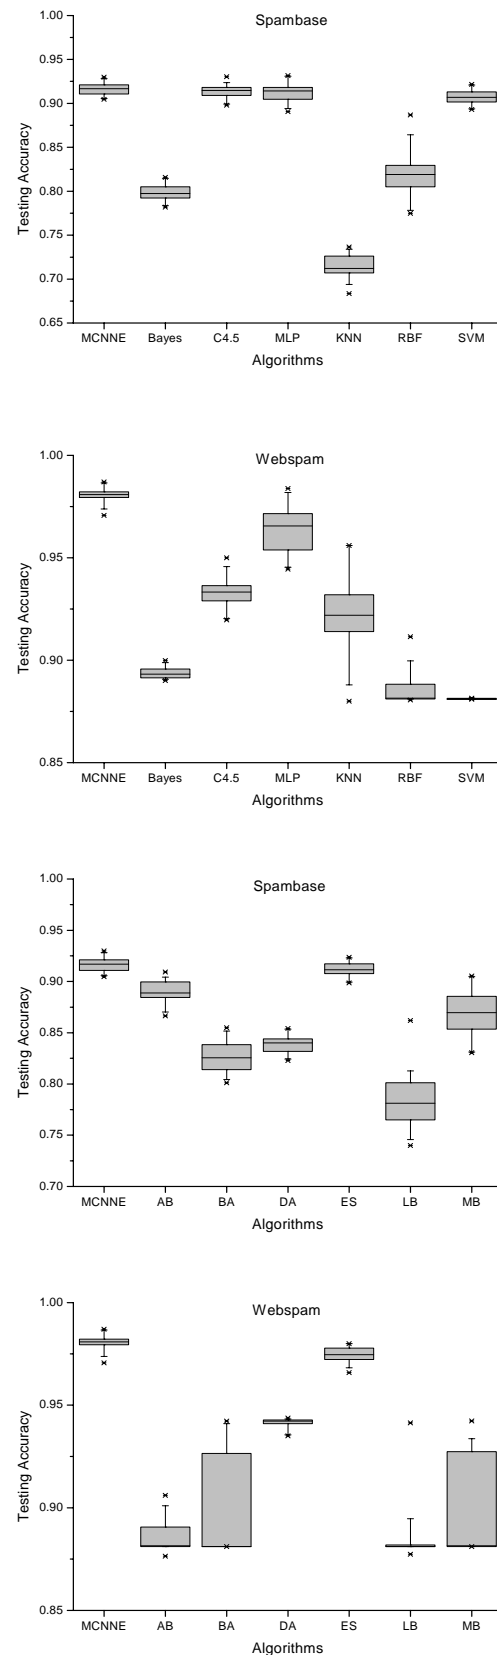 Spambase
1.00
0.95
0.90
0.85
0.80
0.75
0.70
0.65
Testing Accuracy
MCNNE Bayes C4.5 MLP KNN RBF SVM
Algorithms
Webspam
1.00
0.95
0.90
0.85
Testing Accuracy
MCNNE Bayes C4.5 MLP KNN RBF SVM
Algorithms
Spambase
1.00
0.95
0.90
0.85
0.80
0.75
0.70
Testing Accuracy
MCNNE AB BA DA ES LB MB
Algorithms
Webspam
1.00
0.95
0.90
0.85
Testing Accuracy
MCNNE AB BA DA ES LB MB
Algorithms